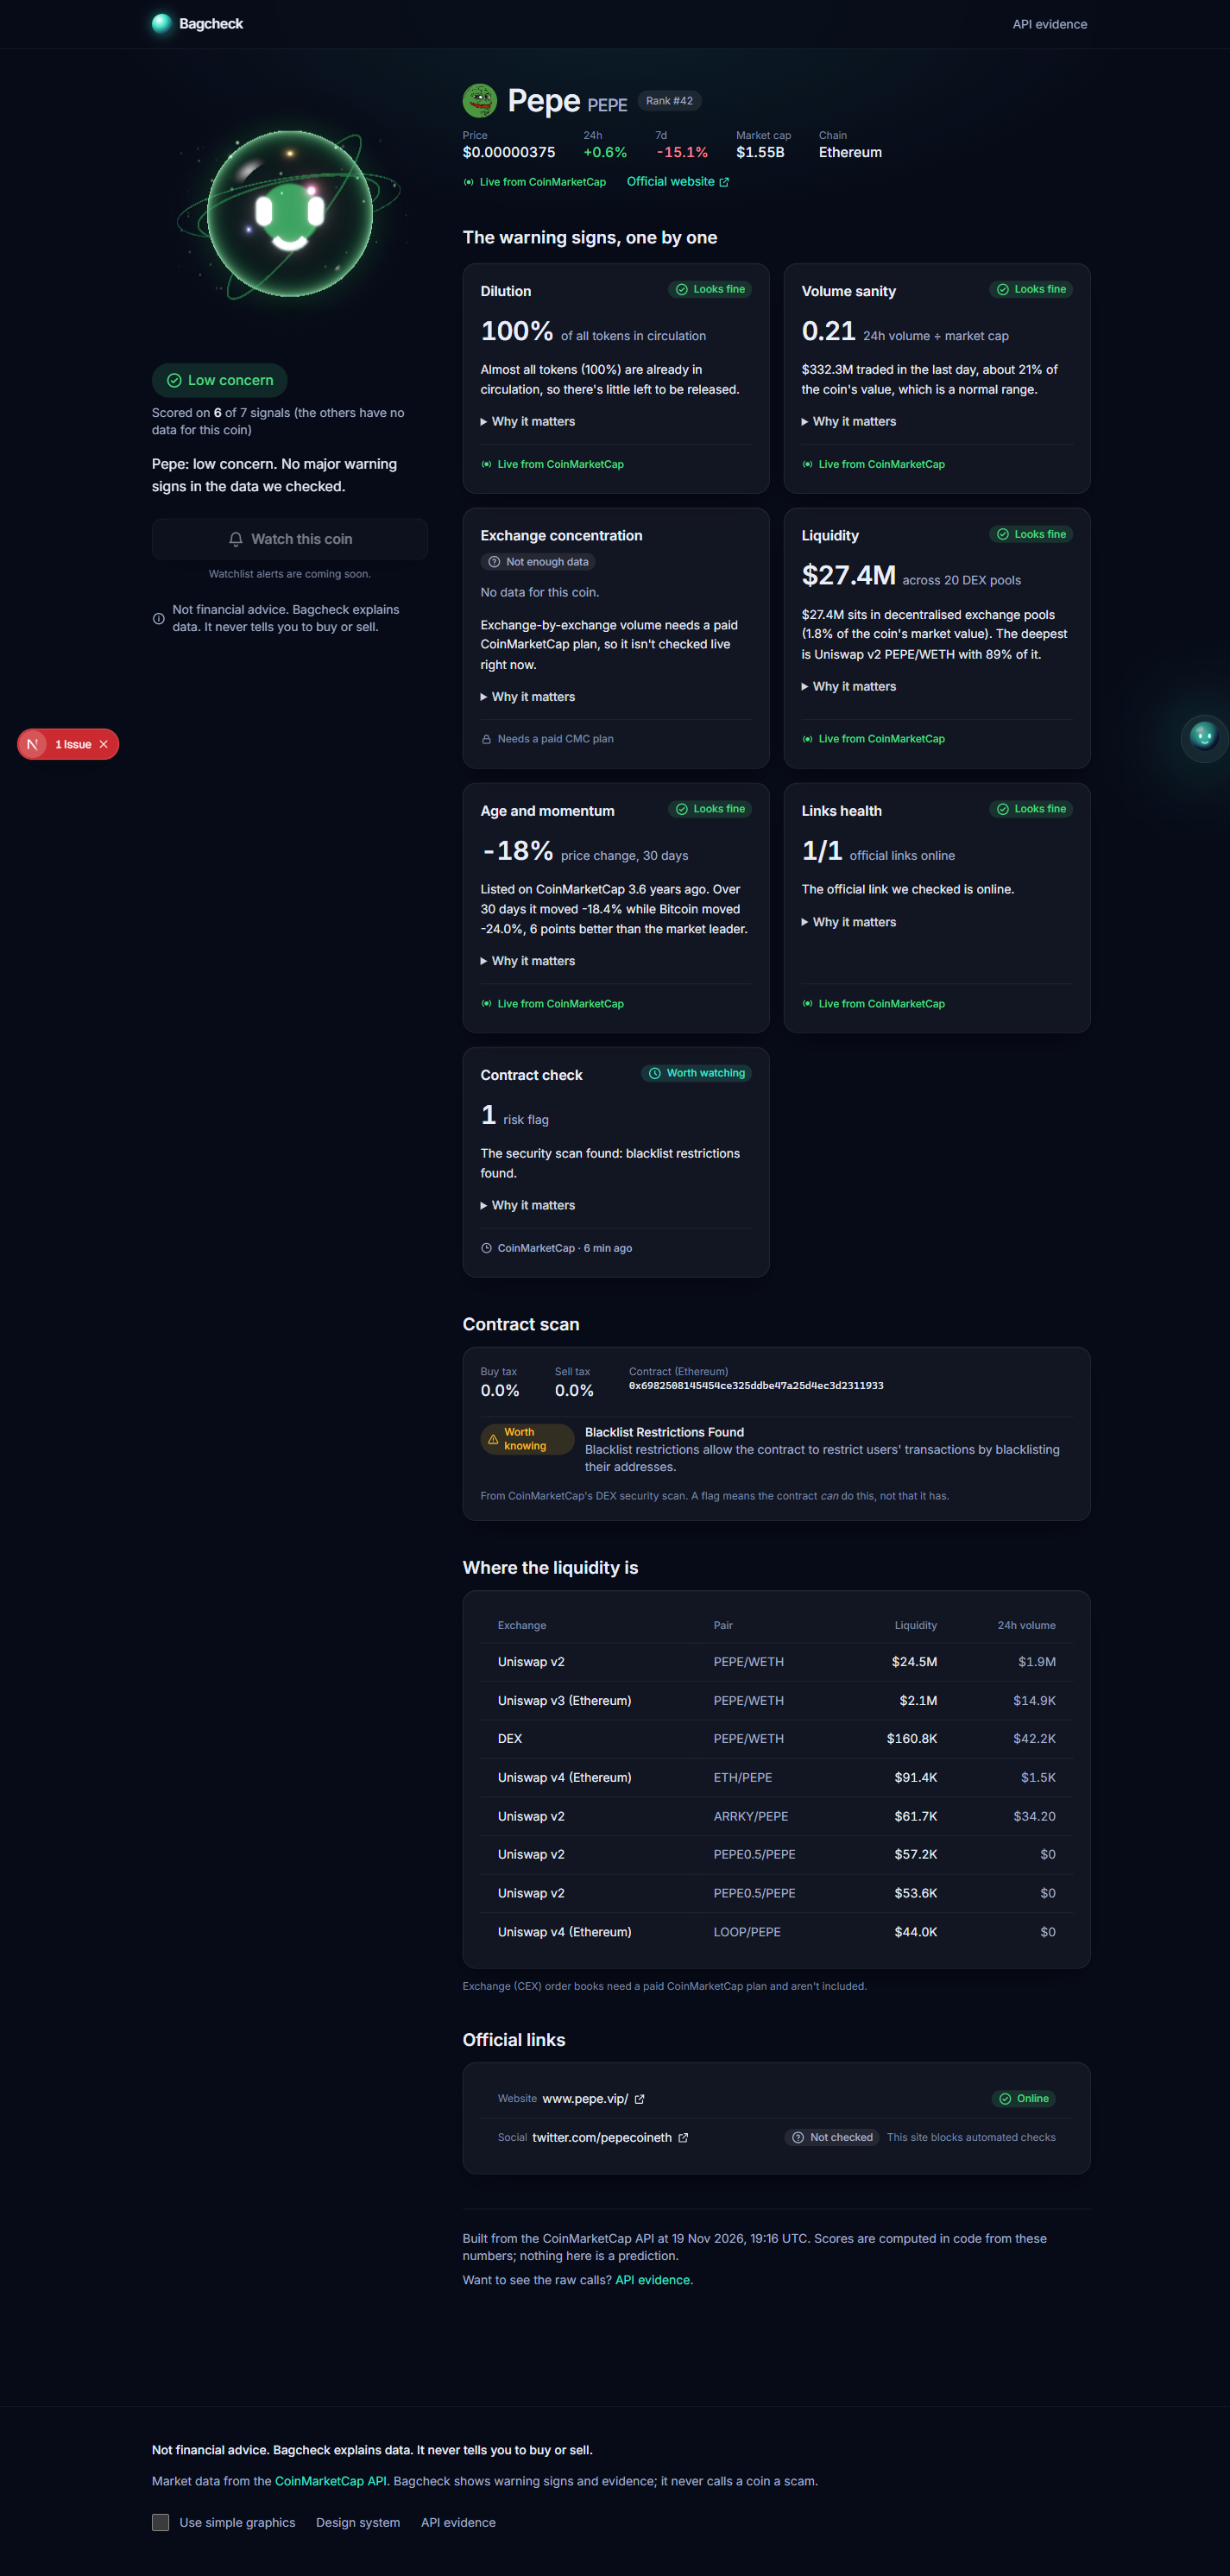 Bagcheck
API evidence
Pepe PEPE Rank #42
Price 24h 7d Market cap Chain
$0.00000375 +0.6% -15.1% $1.55B Ethereum
Live from CoinMarketCap Official website
Low concern
Scored on 6 of 7 signals (the others have no
data for this coin)
Pepe: low concern. No major warning
signs in the data we checked.
Watch this coin
Watchlist alerts are coming soon.
Not financial advice. Bagcheck explains
data. It never tells you to buy or sell.
1 Issue
The warning signs, one by one
Dilution Looks fine
100% of all tokens in circulation
Almost all tokens (100%) are already in
circulation, so there's little left to be released.
Why it matters
Live from CoinMarketCap
Volume sanity Looks fine
0.21 24h volume ÷ market cap
$332.3M traded in the last day, about 21% of
the coin's value, which is a normal range.
Why it matters
Live from CoinMarketCap
Exchange concentration
Not enough data
No data for this coin.
Exchange-by-exchange volume needs a paid
CoinMarketCap plan, so it isn't checked live
right now.
Why it matters
Needs a paid CMC plan
Liquidity Looks fine
$27.4M across 20 DEX pools
$27.4M sits in decentralised exchange pools
(1.8% of the coin's market value). The deepest
is Uniswap v2 PEPE/WETH with 89% of it.
Why it matters
Live from CoinMarketCap
Age and momentum Looks fine
-18% price change, 30 days
Listed on CoinMarketCap 3.6 years ago. Over
30 days it moved -18.4% while Bitcoin moved
-24.0%, 6 points better than the market leader.
Why it matters
Live from CoinMarketCap
Links health Looks fine
1/1 official links online
The official link we checked is online.
Why it matters
Live from CoinMarketCap
Contract check Worth watching
1 risk flag
The security scan found: blacklist restrictions
found.
Why it matters
CoinMarketCap · 6 min ago
Contract scan
Buy tax Sell tax Contract (Ethereum)
0.0% 0.0% 0x6982508145454ce325ddbe47a25d4ec3d2311933
Worth
knowing
Blacklist Restrictions Found
Blacklist restrictions allow the contract to restrict users' transactions by blacklisting
their addresses.
From CoinMarketCap's DEX security scan. A flag means the contract can do this, not that it has.
Where the liquidity is
Exchange Pair Liquidity 24h volume
Uniswap v2 PEPE/WETH $24.5M $1.9M
Uniswap v3 (Ethereum) PEPE/WETH $2.1M $14.9K
DEX PEPE/WETH $160.8K $42.2K
Uniswap v4 (Ethereum) ETH/PEPE $91.4K $1.5K
Uniswap v2 ARRKY/PEPE $61.7K $34.20
Uniswap v2 PEPE0.5/PEPE $57.2K $0
Uniswap v2 PEPE0.5/PEPE $53.6K $0
Uniswap v4 (Ethereum) LOOP/PEPE $44.0K $0
Exchange (CEX) order books need a paid CoinMarketCap plan and aren't included.
Official links
Website www.pepe.vip/ Online
Social twitter.com/pepecoineth Not checked This site blocks automated checks
Built from the CoinMarketCap API at 19 Nov 2026, 19:16 UTC. Scores are computed in code from these
numbers; nothing here is a prediction.
Want to see the raw calls? API evidence.
Not financial advice. Bagcheck explains data. It never tells you to buy or sell.
Market data from the CoinMarketCap API. Bagcheck shows warning signs and evidence; it never calls a coin a scam.
Use simple graphics Design system API evidence